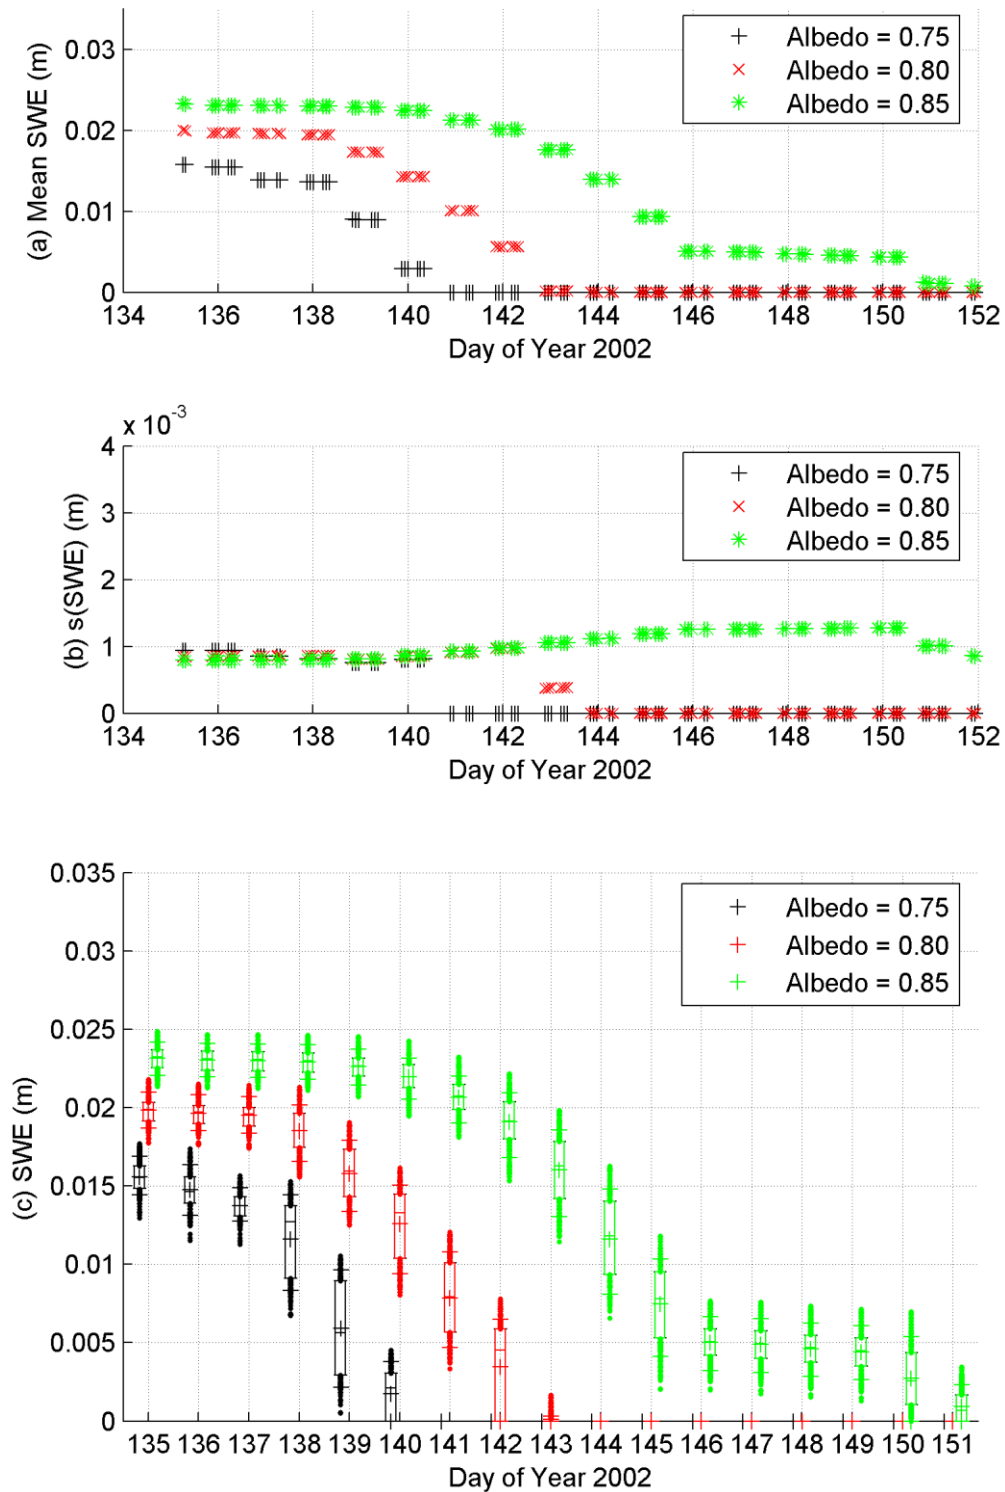 (a) Mean SWE (m)
0.03
0.02
0.01
0
Albedo = 0.75
Albedo = 0.80
Albedo = 0.85
134 136 138 140 142 144 146 148 150 152
Day of Year 2002
x 10-3
(b) s(SWE) (m)
4
3
2
1
0
Albedo = 0.75
Albedo = 0.80
Albedo = 0.85
134 136 138 140 142 144 146 148 150 152
Day of Year 2002
(c) SWE (m)
0.035
0.03
0.025
0.02
0.015
0.01
0.005
0
Albedo = 0.75
Albedo = 0.80
Albedo = 0.85
135 136 137 138 139 140 141 142 143 144 145 146 147 148 149 150 151
Day of Year 2002